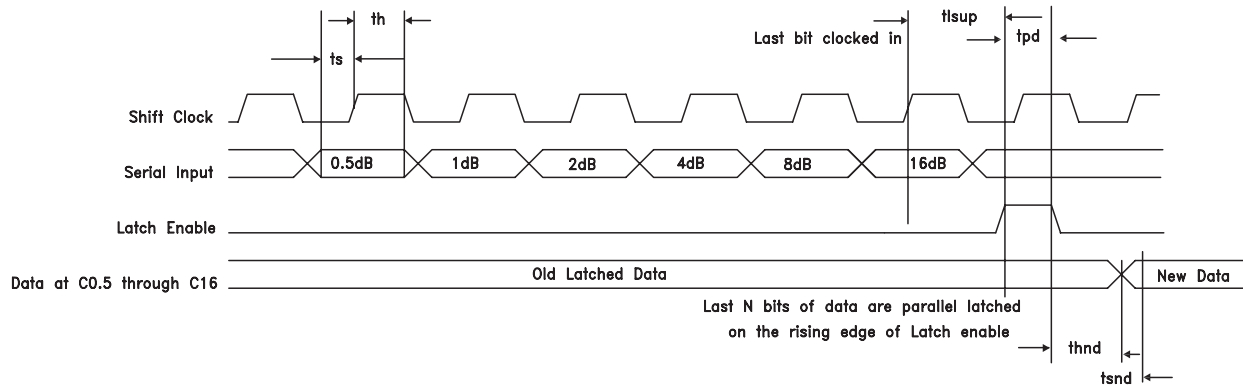 th
tlsup
Last bit clocked in
tpd
ts
Shift Clock
Serial Input
0.5dB
1dB
2dB
4dB
8dB
16dB
Latch Enable
Data at C0.5 through C16
Old Latched Data
New Data
Last N bits of data are parallel latched
on the rising edge of Latch enable
thnd
tsnd